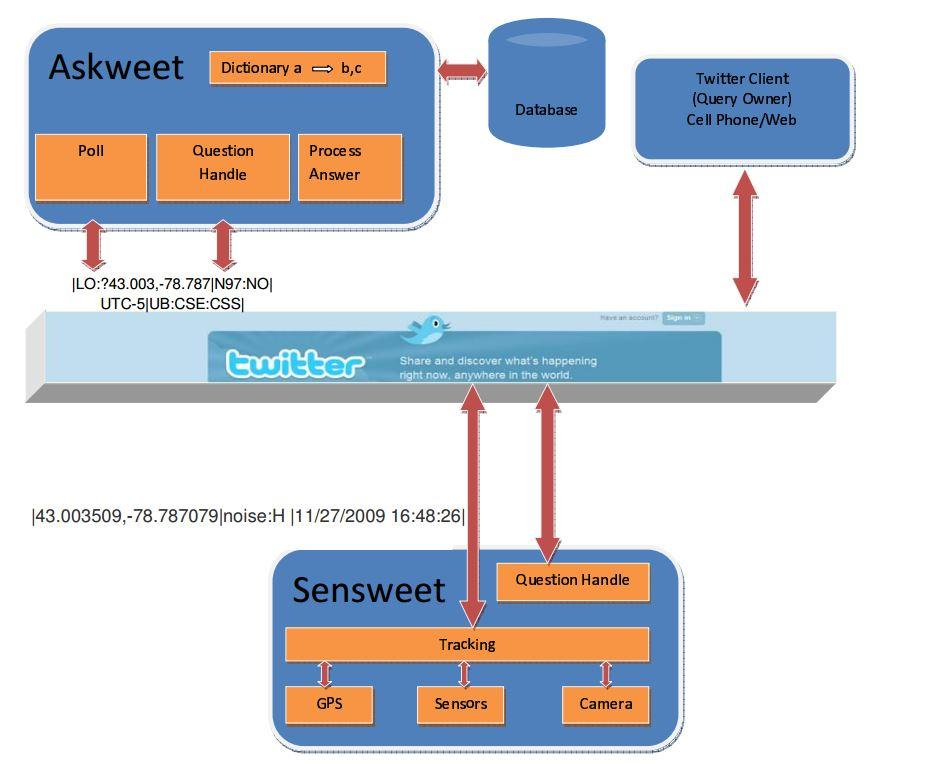 Askweet
Dictionary a ⇨ b,c
Poll
Question
Handle
Process
Answer
Database
Twitter Client
(Query Owner)
Cell Phone/Web
|LO:?43.003,-78.787|N97:NO|
UTC-5|UB:CSE:CSS|
Have an account? Sign in
twitter
Share and discover what's happening
right now, anywhere in the world.
|43.003509,-78.787079|noise:H |11/27/2009 16:48:26|
Sensweet
Question Handle
Tracking
GPS
Sensors
Camera